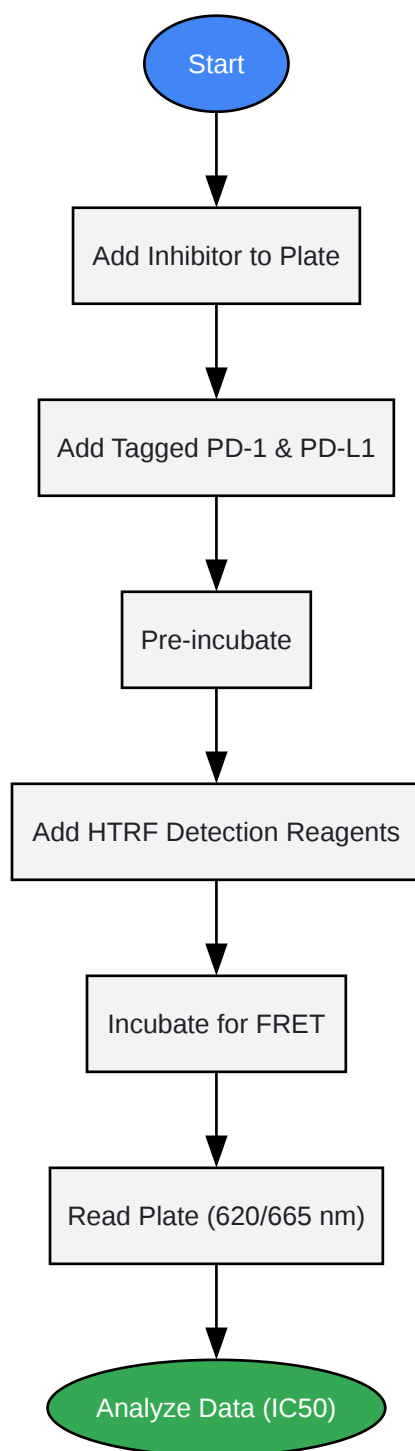 Start
Add Inhibitor to Plate
Add Tagged PD-1 & PD-L1
Pre-incubate
Add HTRF Detection Reagents
Incubate for FRET
Read Plate (620/665 nm)
Analyze Data (IC50)